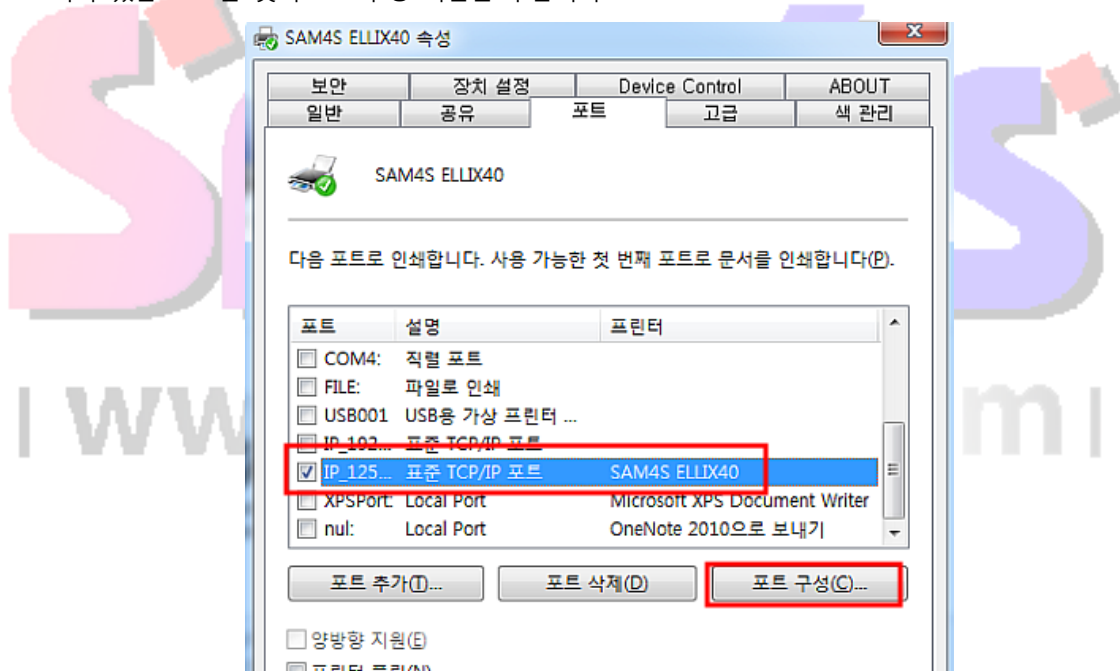 SAM4S ELLIX40 속성
보안 장치 설정 Device Control ABOUT
일반 공유 포트 고급 색 관리
SAM4S ELLIX40
다음 포트로 인쇄합니다. 사용 가능한 첫 번째 포트로 문서를 인쇄합니다(P).
포트 설명 프린터
COM4: 직렬 포트
FILE: 파일로 인쇄
USB001 USB용 가상 프린터 ...
IP_192... 표준 TCP/IP 포트
IP_125... 표준 TCP/IP 포트 SAM4S ELLIX40
XPSPort: Local Port Microsoft XPS Document Writer
nul: Local Port OneNote 2010으로 보내기
포트 추가(T)... 포트 삭제(D) 포트 구성(C)...
양방향 지원(E)